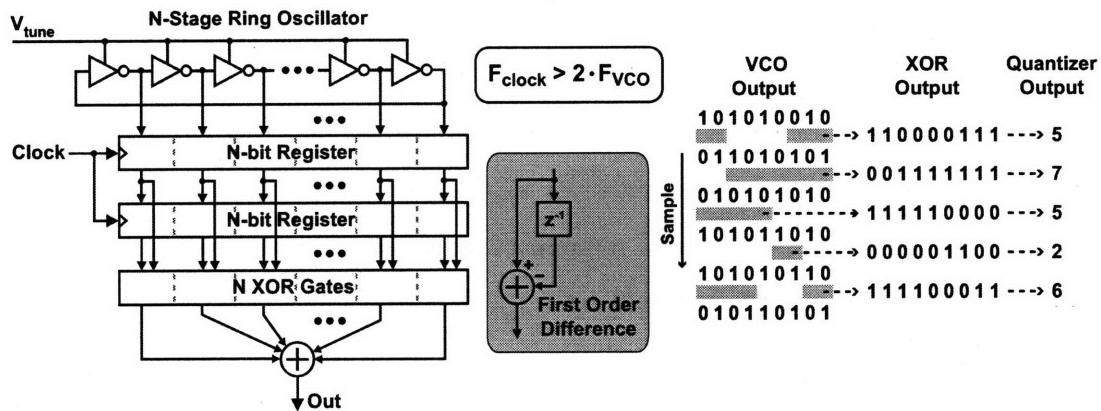 N-Stage Ring Oscillator
V_tune
F_clock > 2·F_VCO
Clock
N-bit Register
N-bit Register
N XOR Gates
Out
z⁻¹
+
−
First Order
Difference
VCO
Output
XOR
Output
Quantizer
Output
Sample
101010010
110000111 5
011010101
001111111 7
010101010
111110000 5
101011010
000001100 2
101010110
111100011 6
010110101